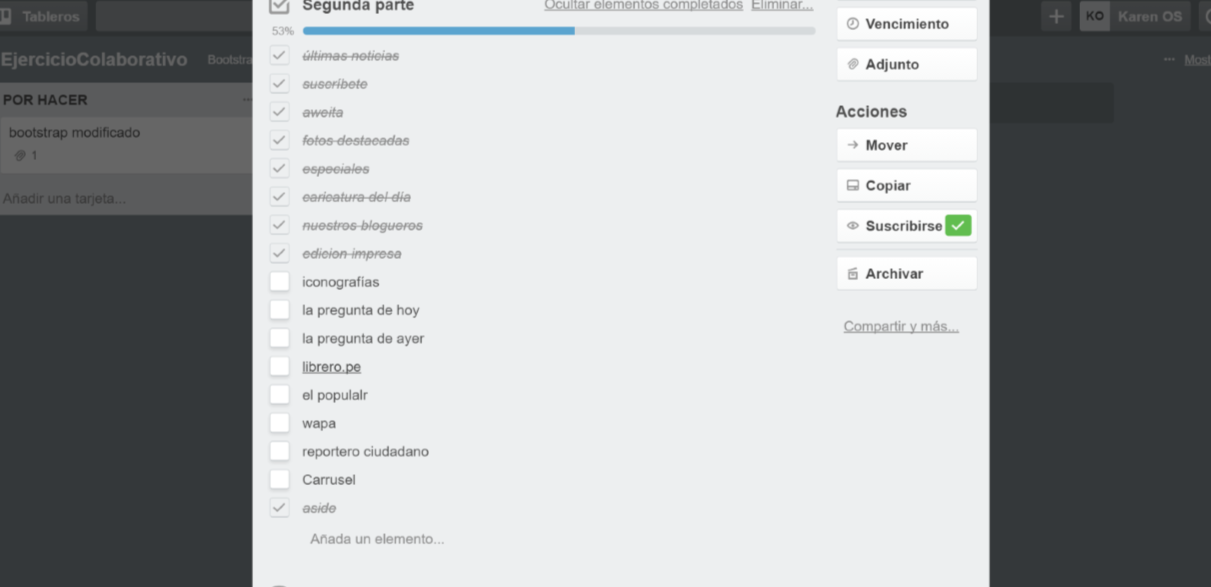 Tableros
Karen OS
KO
EjercicioColaborativo
Bootstra
POR HACER
bootstrap modificado
1
Añadir una tarjeta...
Segunda parte
Ocultar elementos completados Eliminar...
53%
últimas noticias
suscríbete
aweita
fotos destacadas
especiales
caricatura del día
nuestros blogueros
edicion impresa
iconografías
la pregunta de hoy
la pregunta de ayer
librero.pe
el populalr
wapa
reportero ciudadano
Carrusel
aside
Añada un elemento...
Vencimiento
Adjunto
Acciones
Mover
Copiar
Suscribirse
Archivar
Compartir y más...
... Most